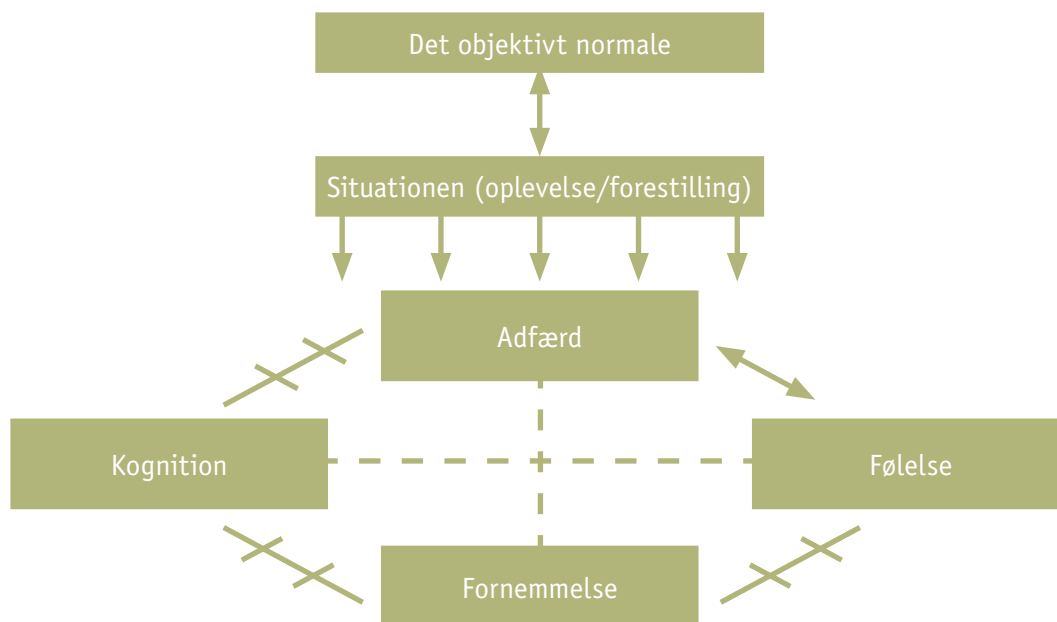 Det objektivt normale
Situationen (oplevelse/forestilling)
Adfærd
Kognition
Følelse
Fornemmelse